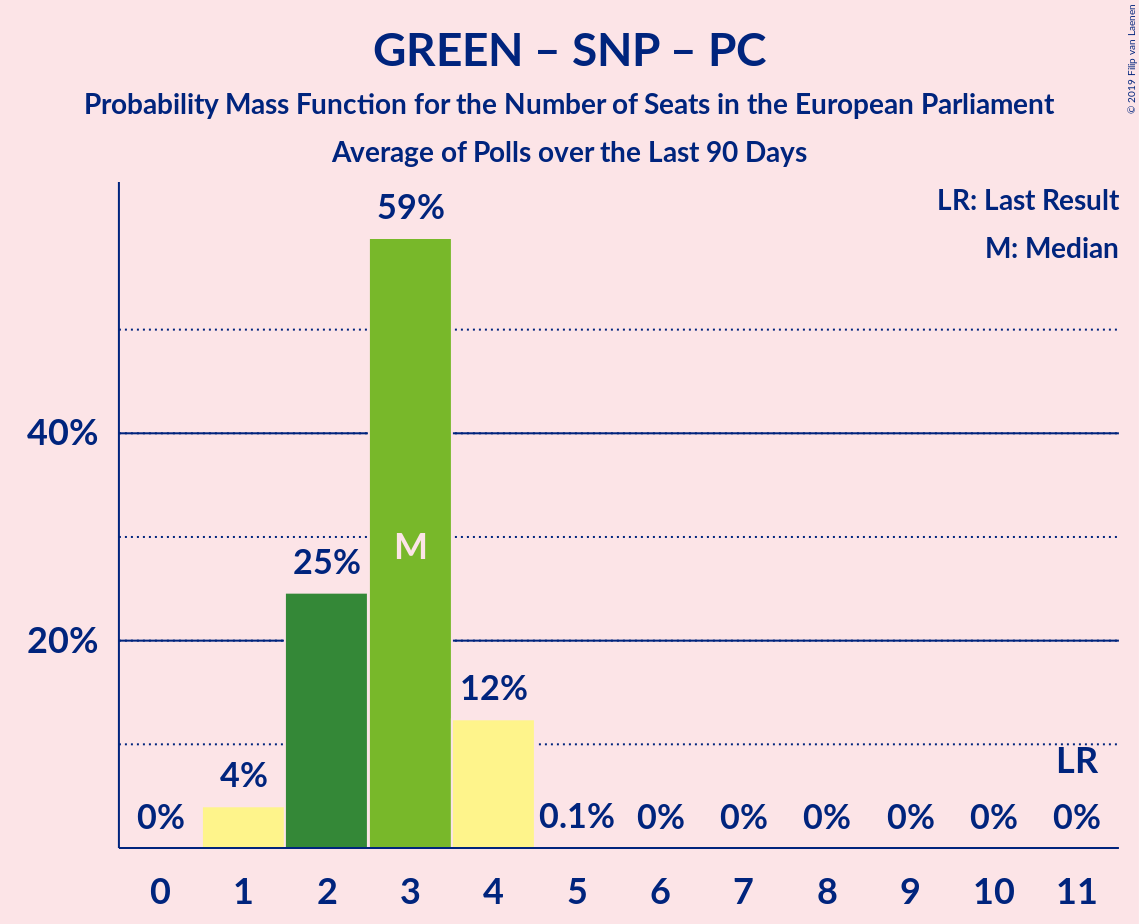 GREEN – SNP – PC
Probability Mass Function for the Number of Seats in the European Parliament
Average of Polls over the Last 90 Days
© 2019 Filip van Laenen
LR: Last Result
M: Median
59%
40%
M
25%
20%
12%
LR
4%
0%
0.1%
0%
0%
0%
0%
0%
0%
0 1 2 3 4 5 6 7 8 9 10 11